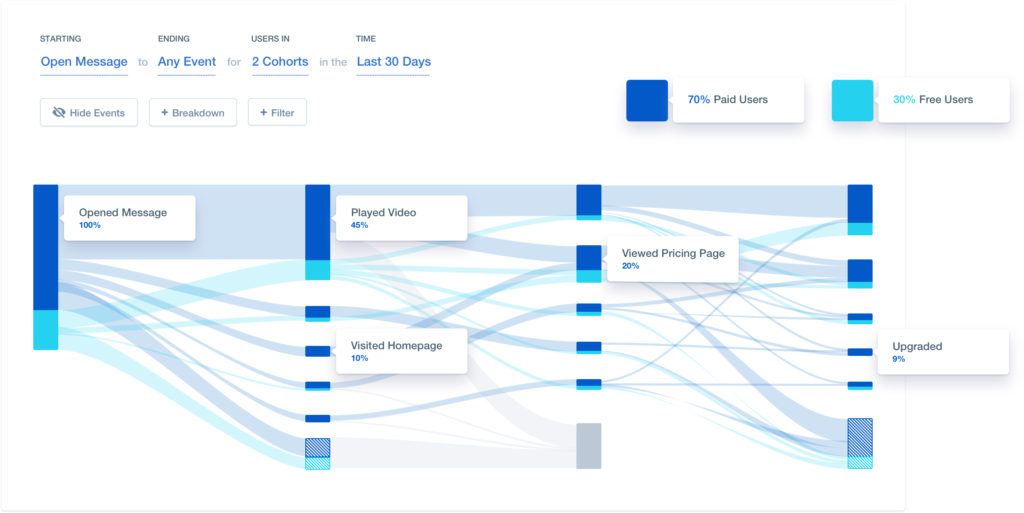 STARTING ENDING USERS IN TIME
Open Message to Any Event for 2 Cohorts in the Last 30 Days
Hide Events + Breakdown + Filter
70% Paid Users
30% Free Users
Opened Message
100%
Played Video
45%
Viewed Pricing Page
20%
Visited Homepage
10%
Upgraded
9%